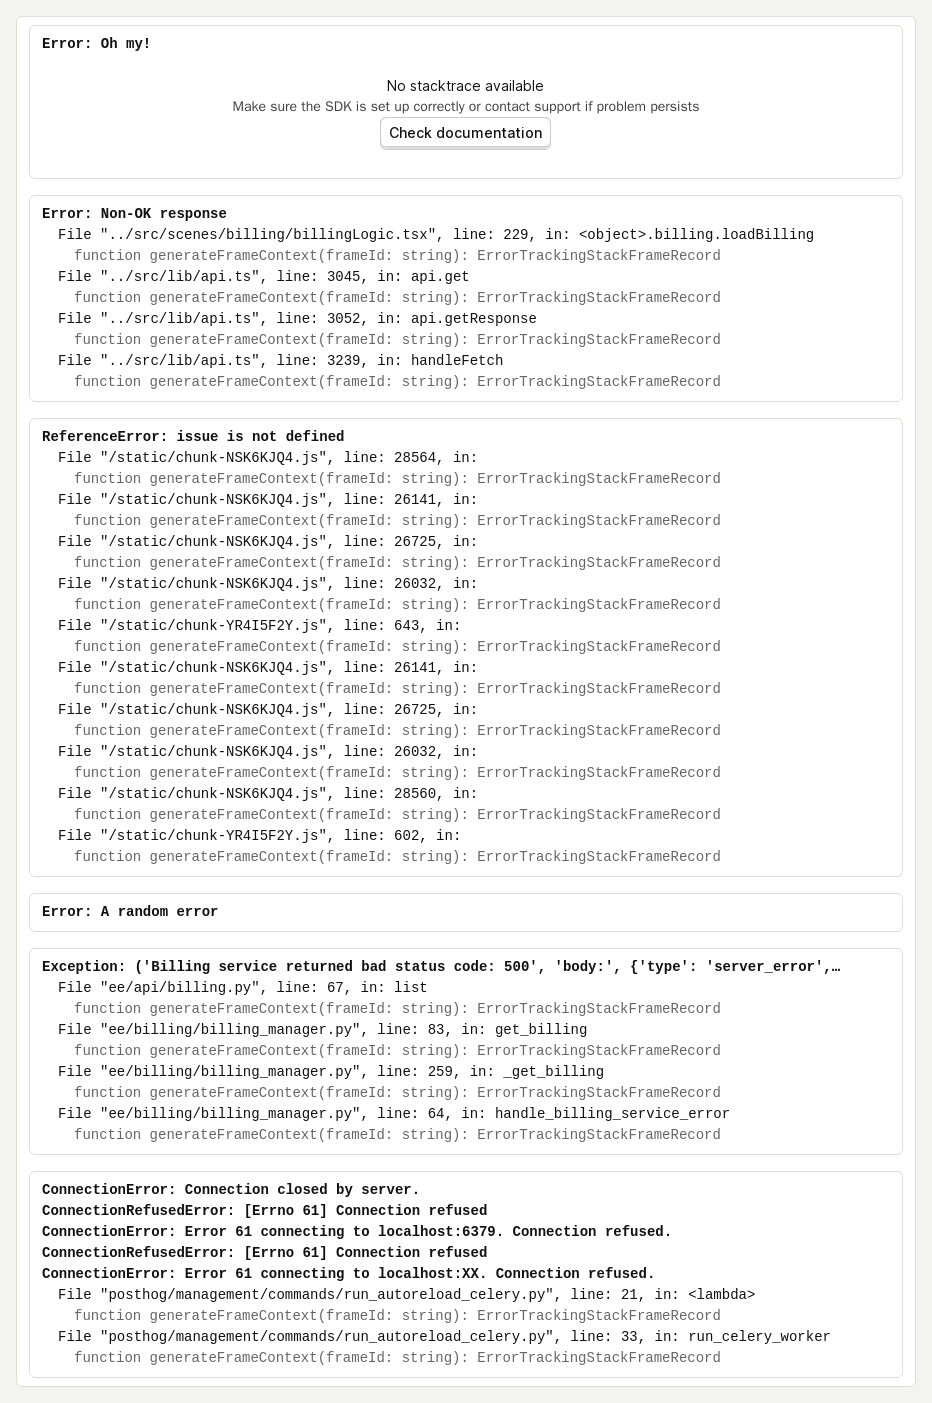 Error: Oh my!
No stacktrace available
Make sure the SDK is set up correctly or contact support if problem persists
Check documentation
Error: Non-OK response
File "../src/scenes/billing/billingLogic.tsx", line: 229, in: <object>.billing.loadBilling
function generateFrameContext(frameId: string): ErrorTrackingStackFrameRecord
File "../src/lib/api.ts", line: 3045, in: api.get
function generateFrameContext(frameId: string): ErrorTrackingStackFrameRecord
File "../src/lib/api.ts", line: 3052, in: api.getResponse
function generateFrameContext(frameId: string): ErrorTrackingStackFrameRecord
File "../src/lib/api.ts", line: 3239, in: handleFetch
function generateFrameContext(frameId: string): ErrorTrackingStackFrameRecord
ReferenceError: issue is not defined
File "/static/chunk-NSK6KJQ4.js", line: 28564, in:
function generateFrameContext(frameId: string): ErrorTrackingStackFrameRecord
File "/static/chunk-NSK6KJQ4.js", line: 26141, in:
function generateFrameContext(frameId: string): ErrorTrackingStackFrameRecord
File "/static/chunk-NSK6KJQ4.js", line: 26725, in:
function generateFrameContext(frameId: string): ErrorTrackingStackFrameRecord
File "/static/chunk-NSK6KJQ4.js", line: 26032, in:
function generateFrameContext(frameId: string): ErrorTrackingStackFrameRecord
File "/static/chunk-YR4I5F2Y.js", line: 643, in:
function generateFrameContext(frameId: string): ErrorTrackingStackFrameRecord
File "/static/chunk-NSK6KJQ4.js", line: 26141, in:
function generateFrameContext(frameId: string): ErrorTrackingStackFrameRecord
File "/static/chunk-NSK6KJQ4.js", line: 26725, in:
function generateFrameContext(frameId: string): ErrorTrackingStackFrameRecord
File "/static/chunk-NSK6KJQ4.js", line: 26032, in:
function generateFrameContext(frameId: string): ErrorTrackingStackFrameRecord
File "/static/chunk-NSK6KJQ4.js", line: 28560, in:
function generateFrameContext(frameId: string): ErrorTrackingStackFrameRecord
File "/static/chunk-YR4I5F2Y.js", line: 602, in:
function generateFrameContext(frameId: string): ErrorTrackingStackFrameRecord
Error: A random error
Exception: ('Billing service returned bad status code: 500', 'body:', {'type': 'server_error',…
File "ee/api/billing.py", line: 67, in: list
function generateFrameContext(frameId: string): ErrorTrackingStackFrameRecord
File "ee/billing/billing_manager.py", line: 83, in: get_billing
function generateFrameContext(frameId: string): ErrorTrackingStackFrameRecord
File "ee/billing/billing_manager.py", line: 259, in: _get_billing
function generateFrameContext(frameId: string): ErrorTrackingStackFrameRecord
File "ee/billing/billing_manager.py", line: 64, in: handle_billing_service_error
function generateFrameContext(frameId: string): ErrorTrackingStackFrameRecord
ConnectionError: Connection closed by server.
ConnectionRefusedError: [Errno 61] Connection refused
ConnectionError: Error 61 connecting to localhost:6379. Connection refused.
ConnectionRefusedError: [Errno 61] Connection refused
ConnectionError: Error 61 connecting to localhost:XX. Connection refused.
File "posthog/management/commands/run_autoreload_celery.py", line: 21, in: <lambda>
function generateFrameContext(frameId: string): ErrorTrackingStackFrameRecord
File "posthog/management/commands/run_autoreload_celery.py", line: 33, in: run_celery_worker
function generateFrameContext(frameId: string): ErrorTrackingStackFrameRecord